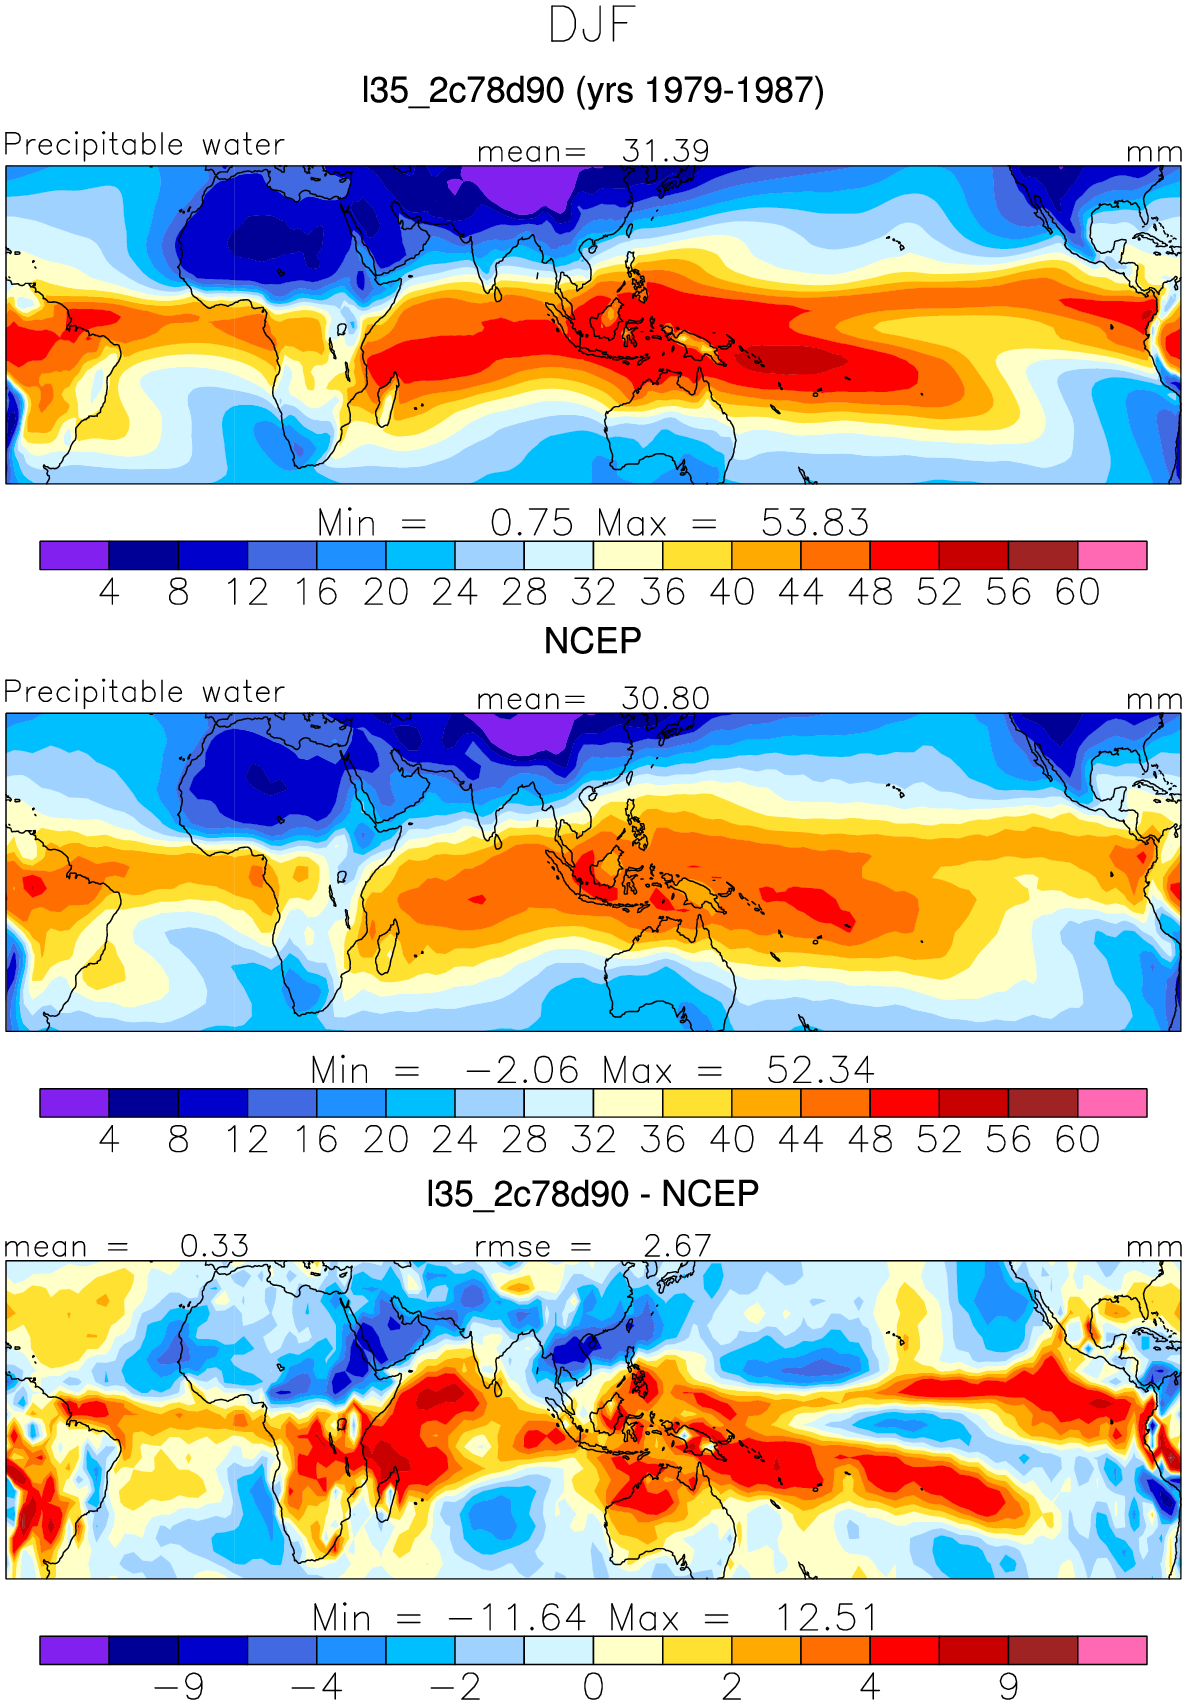 DJF
l35_2c78d90 (yrs 1979-1987)
Precipitable water mean= 31.39 mm
Min = 0.75 Max = 53.83
4 8 12 16 20 24 28 32 36 40 44 48 52 56 60
NCEP
Precipitable water mean= 30.80 mm
Min = -2.06 Max = 52.34
4 8 12 16 20 24 28 32 36 40 44 48 52 56 60
l35_2c78d90 - NCEP
mean = 0.33 rmse = 2.67 mm
Min = -11.64 Max = 12.51
-9 -4 -2 0 2 4 9